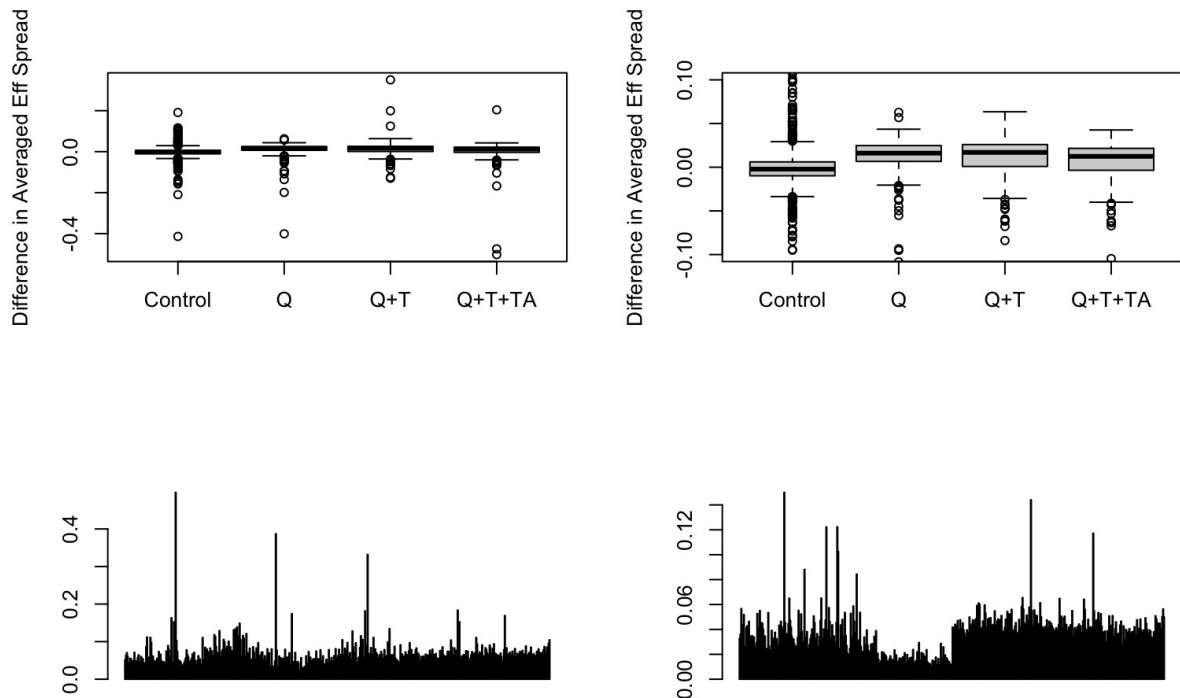 Difference in Averaged Eff Spread
0.0
-0.4
Control Q Q+T Q+T+TA
Difference in Averaged Eff Spread
0.10
0.00
-0.10
Control Q Q+T Q+T+TA
0.4
0.2
0.0
0.12
0.06
0.00